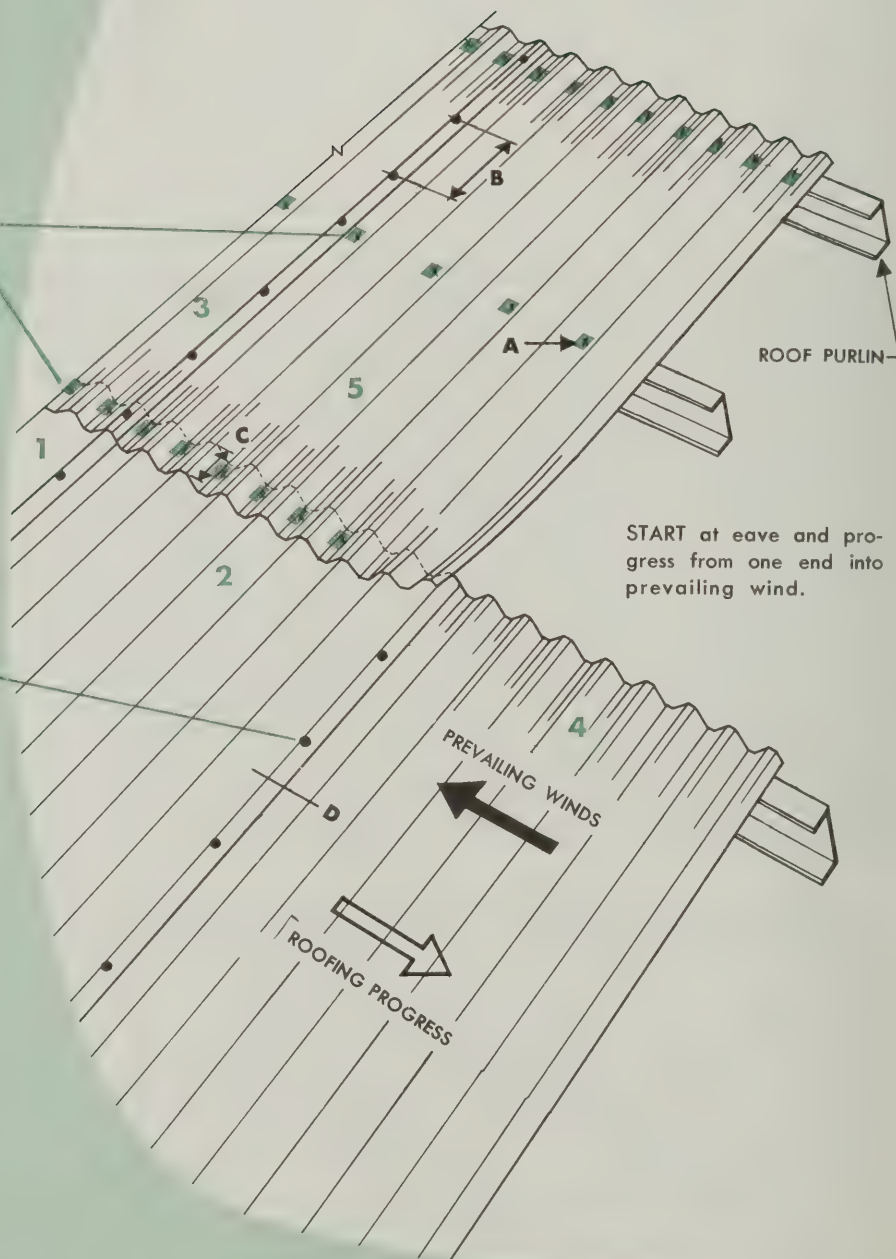 B
3
A
ROOF PURLIN
5
C
1
START at eave and pro-
gress from one end into
prevailing wind.
2
4
PREVAILING WINDS
D
ROOFING PROGRESS